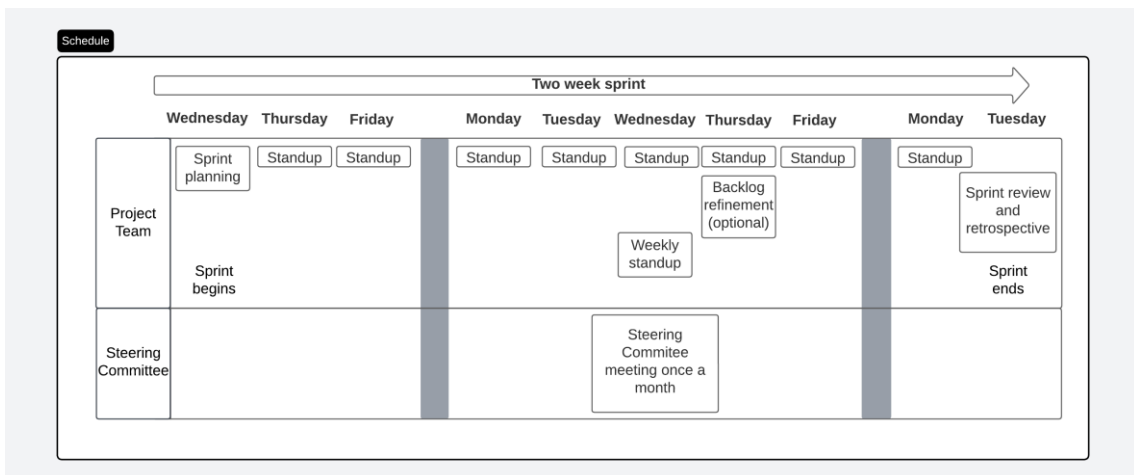 Schedule
Two week sprint
Wednesday Thursday Friday Monday Tuesday Wednesday Thursday Friday Monday Tuesday
Project
Team
Sprint
planning
Standup
Standup
Standup
Standup
Standup
Standup
Standup
Standup
Backlog
refinement
(optional)
Weekly
standup
Sprint review
and
retrospective
Sprint
begins
Sprint
ends
Steering
Committee
Steering
Commitee
meeting once a
month